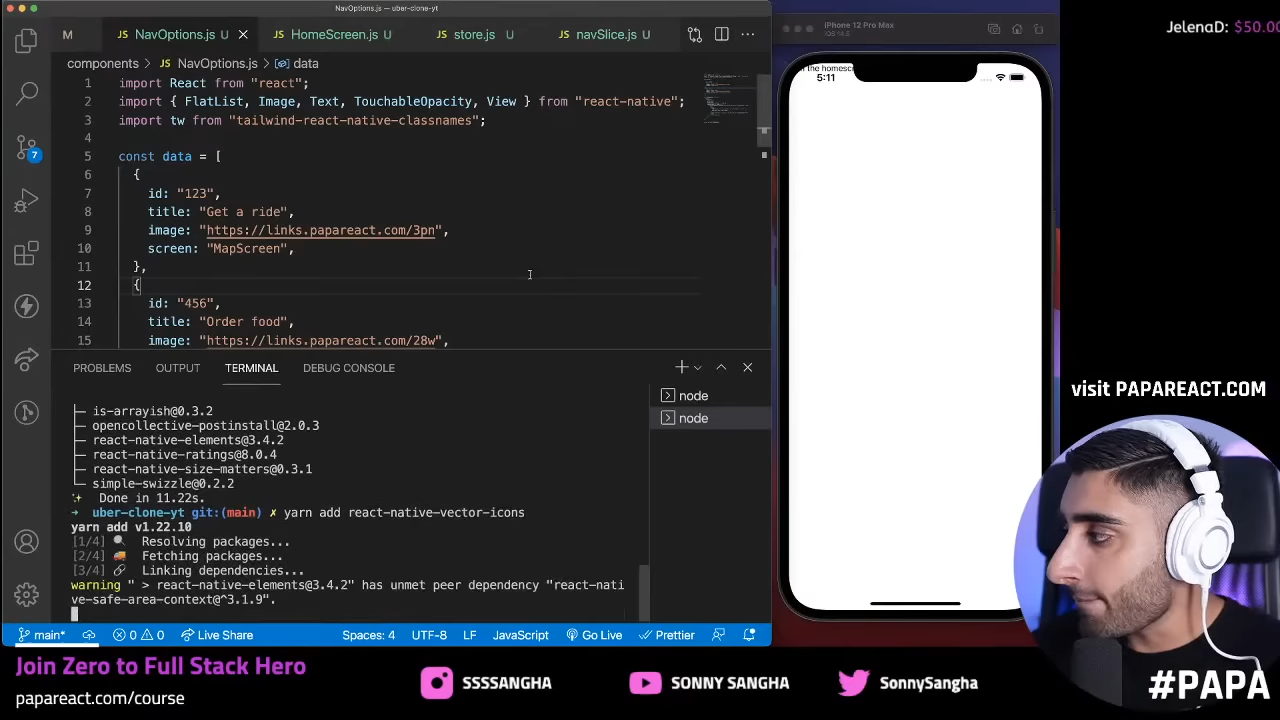 NavOptions.js — uber-clone-yt
M
NavOptions.js U
HomeScreen.js U
store.js U
navSlice.js U
components > NavOptions.js > data
1 import React from "react";
2 import { FlatList, Image, Text, TouchableOpacity, View } from "react-native";
3 import tw from "tailwind-react-native-classnames";
4
5 const data = [
6 {
7 id: "123",
8 title: "Get a ride",
9 image: "https://links.papareact.com/3pn",
10 screen: "MapScreen",
11 },
12 {
13 id: "456",
14 title: "Order food",
15 image: "https://links.papareact.com/28w",
7
PROBLEMS OUTPUT TERMINAL DEBUG CONSOLE
├─ is-arrayish@0.3.2
├─ opencollective-postinstall@2.0.3
├─ react-native-elements@3.4.2
├─ react-native-ratings@8.0.4
├─ react-native-size-matters@0.3.1
└─ simple-swizzle@0.2.2
✨ Done in 11.22s.
➜ uber-clone-yt git:(main) ✗ yarn add react-native-vector-icons
yarn add v1.22.10
[1/4] 🔍 Resolving packages...
[2/4] 🚚 Fetching packages...
[3/4] 🔗 Linking dependencies...
warning " > react-native-elements@3.4.2" has unmet peer dependency "react-nati
ve-safe-area-context@^3.1.9".
node
node
main* 0 0 Live Share Spaces: 4 UTF-8 LF JavaScript Go Live Prettier
iPhone 12 Pro Max
iOS 14.5
the homesc
5:11
JelenaD: $50.00
visit PAPAREACT.COM
Join Zero to Full Stack Hero
papareact.com/course
SSSSANGHA
SONNY SANGHA
SonnySangha
#PAPA